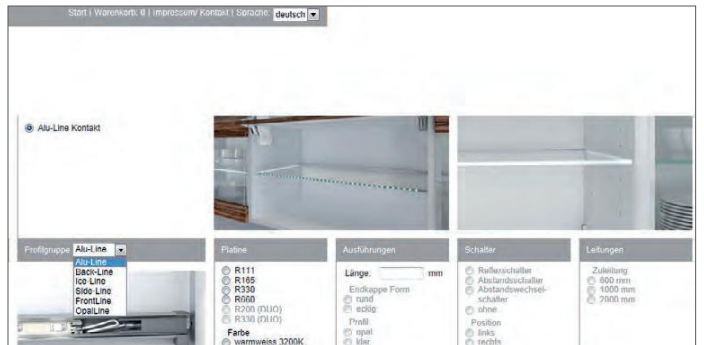 Start | Warenkorb: 0 | Impressum/ Kontakt | Sprache: deutsch
Alu-Line Kontakt
Profilgruppe Alu-Line
Alu-Line
Back-Line
Ice-Line
Side-Line
FrontLine
OpalLine
Platine
R111
R165
R330
R660
R200 (DUO)
R330 (DUO)
Farbe
warmweiss 3200K
Ausführungen
Länge: mm
Endkappe Form
rund
eckig
Profil
opal
klar
Schalter
Reflexschalter
Abstandsschalter
Abstandswechsel-
schalter
ohne
Position
links
rechts
Leitungen
Zuleitung
600 mm
1000 mm
2000 mm